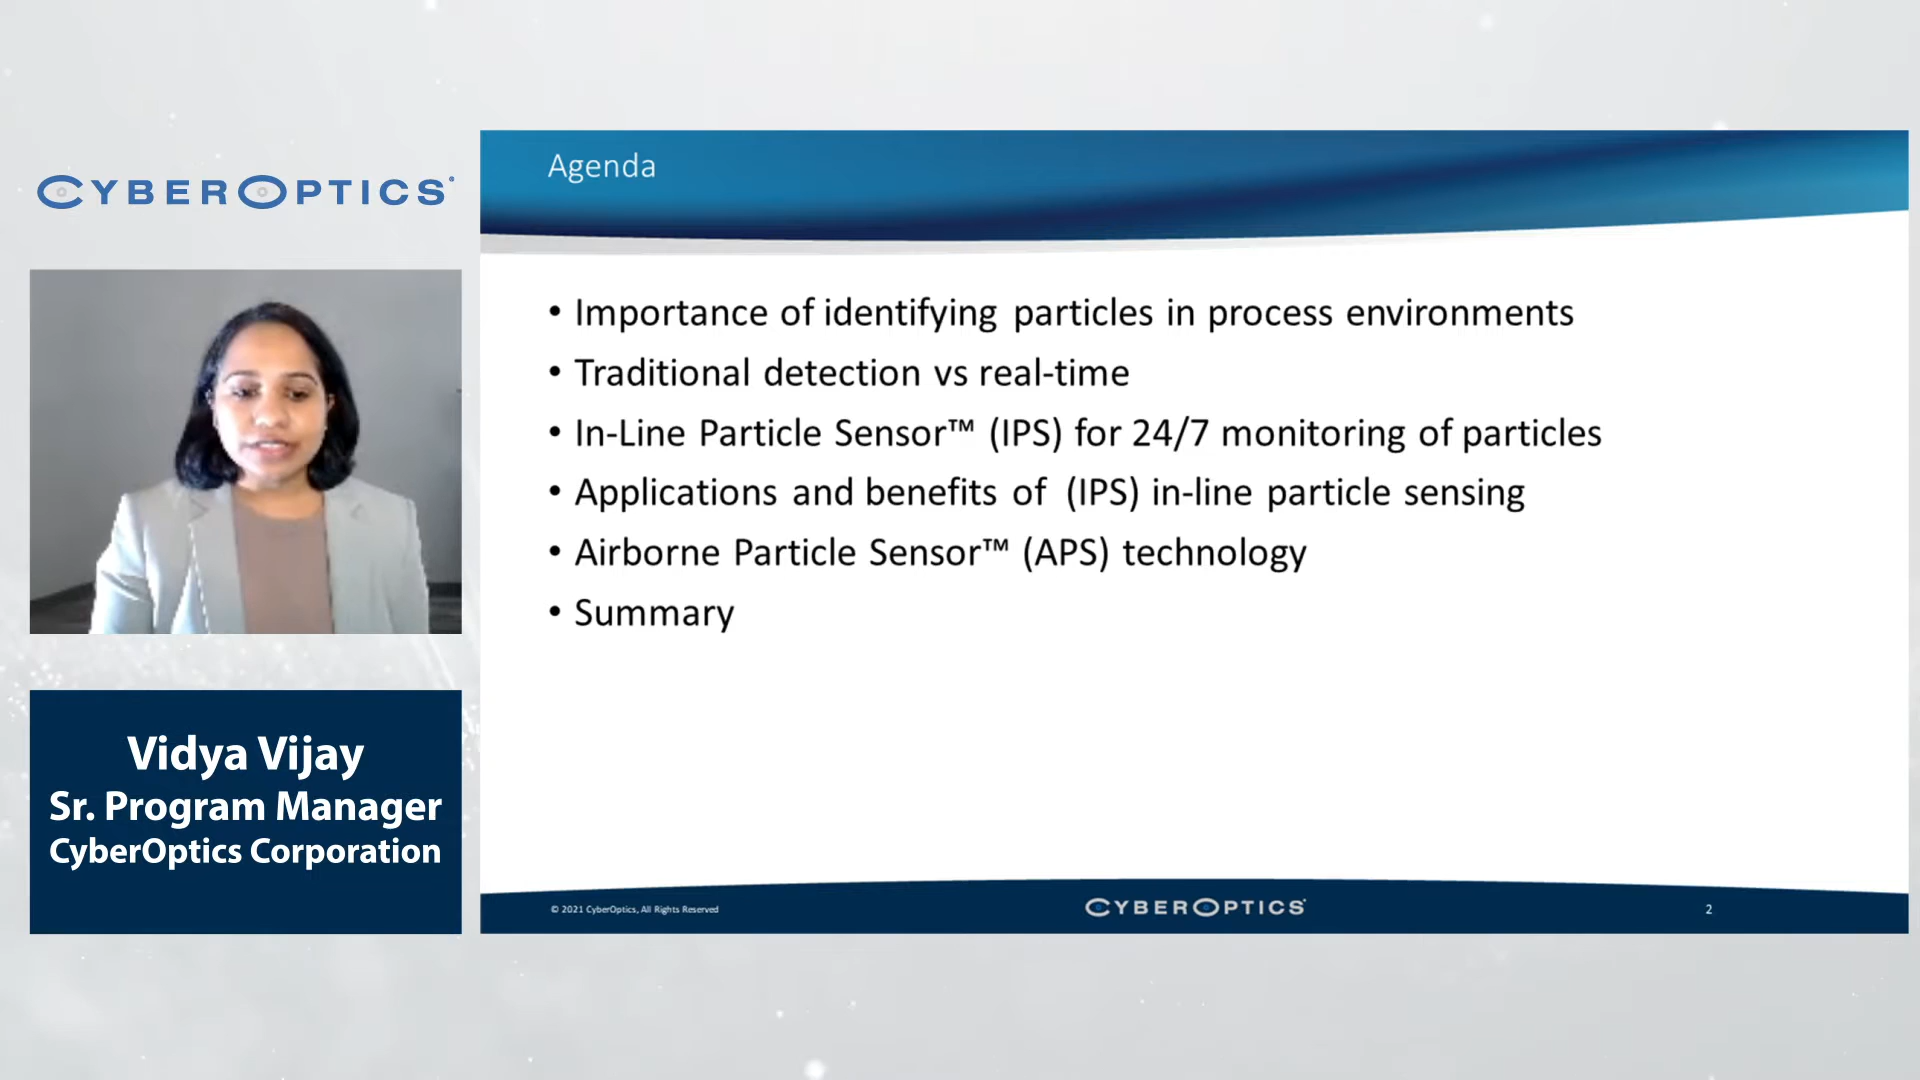 CYBEROPTICS
Vidya Vijay
Sr. Program Manager
CyberOptics Corporation
Agenda
• Importance of identifying particles in process environments
• Traditional detection vs real-time
• In-Line Particle Sensor™ (IPS) for 24/7 monitoring of particles
• Applications and benefits of (IPS) in-line particle sensing
• Airborne Particle Sensor™ (APS) technology
• Summary
© 2021 CyberOptics, All Rights Reserved
CYBEROPTICS
2